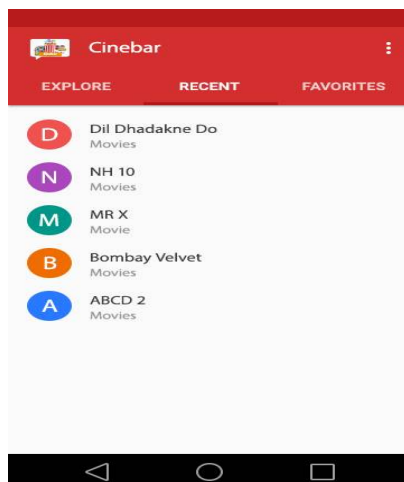 Cinebar
EXPLORE RECENT FAVORITES
D Dil Dhadakne Do
Movies
N NH 10
Movies
M MR X
Movie
B Bombay Velvet
Movies
A ABCD 2
Movies